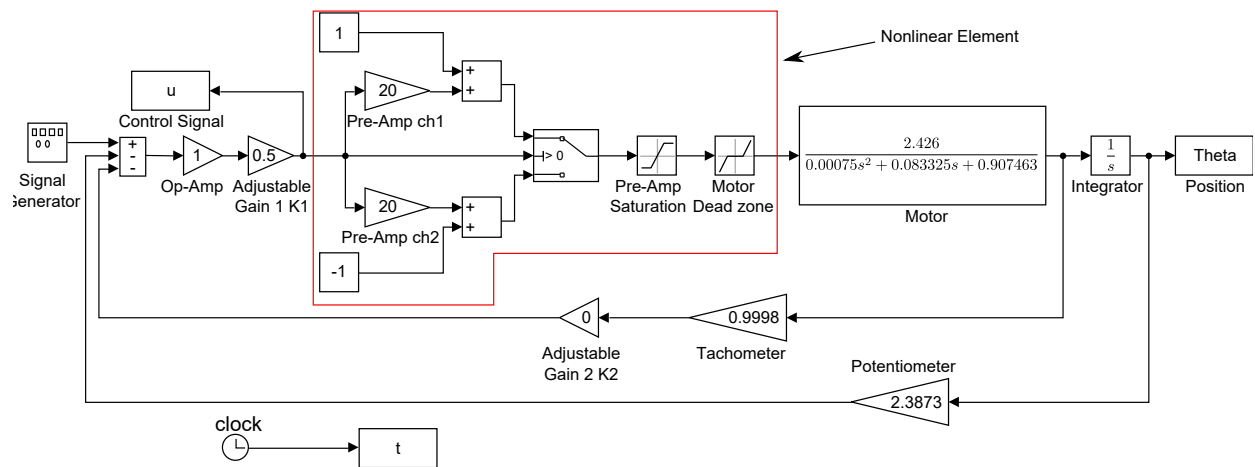 1
Nonlinear Element
u
Control Signal
20
Pre-Amp ch1
+
+
Signal
Generator
+
-
-
1
Op-Amp
0.5
Adjustable
Gain 1 K1
> 0
Pre-Amp
Saturation
Motor
Dead zone
2.426
0.00075s² + 0.083325s + 0.907463
Motor
1
s
Integrator
Theta
Position
20
Pre-Amp ch2
+
+
-1
0
Adjustable
Gain 2 K2
0.9998
Tachometer
Potentiometer
2.3873
clock
t